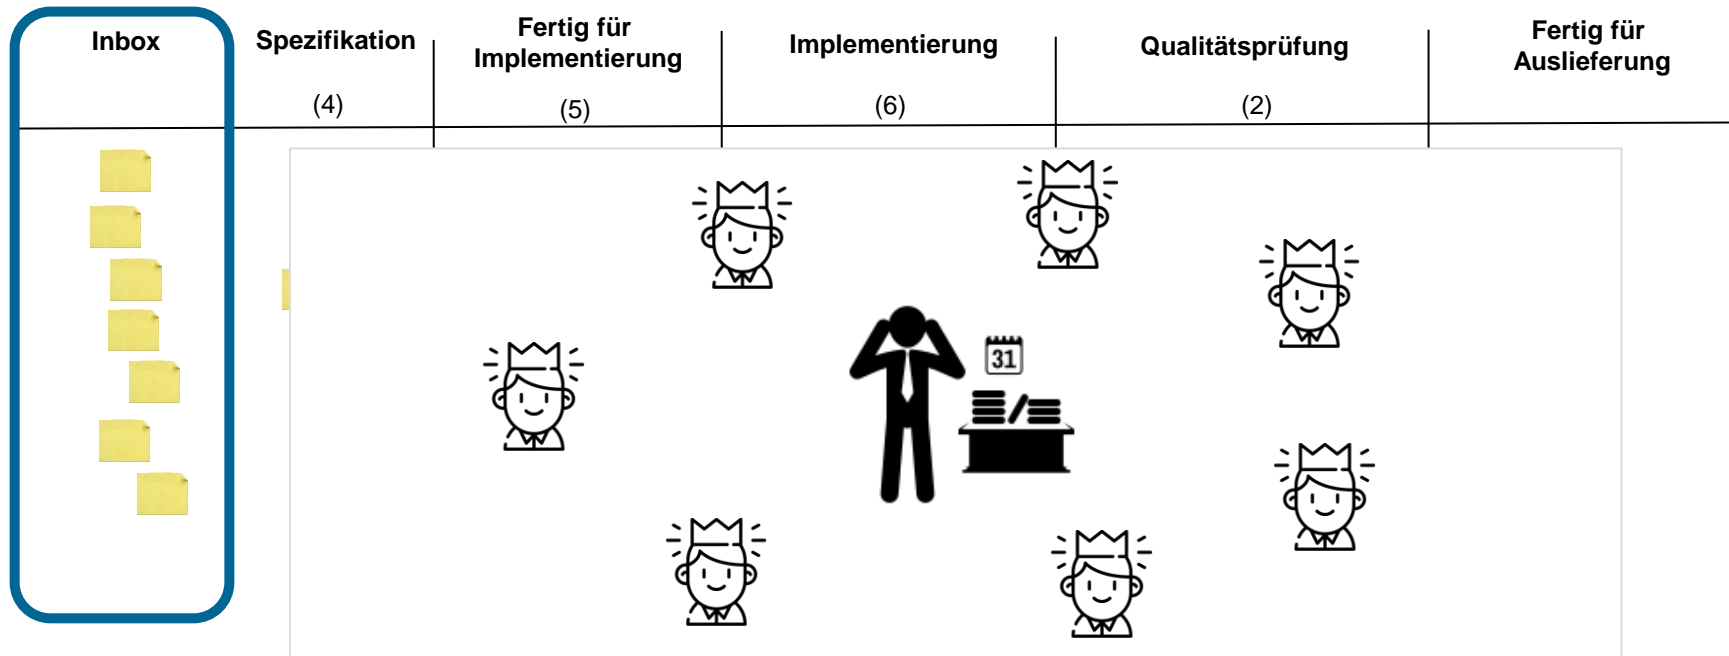 Inbox
Spezifikation
(4)
Fertig für
Implementierung
(5)
Implementierung
(6)
Qualitätsprüfung
(2)
Fertig für
Auslieferung
31